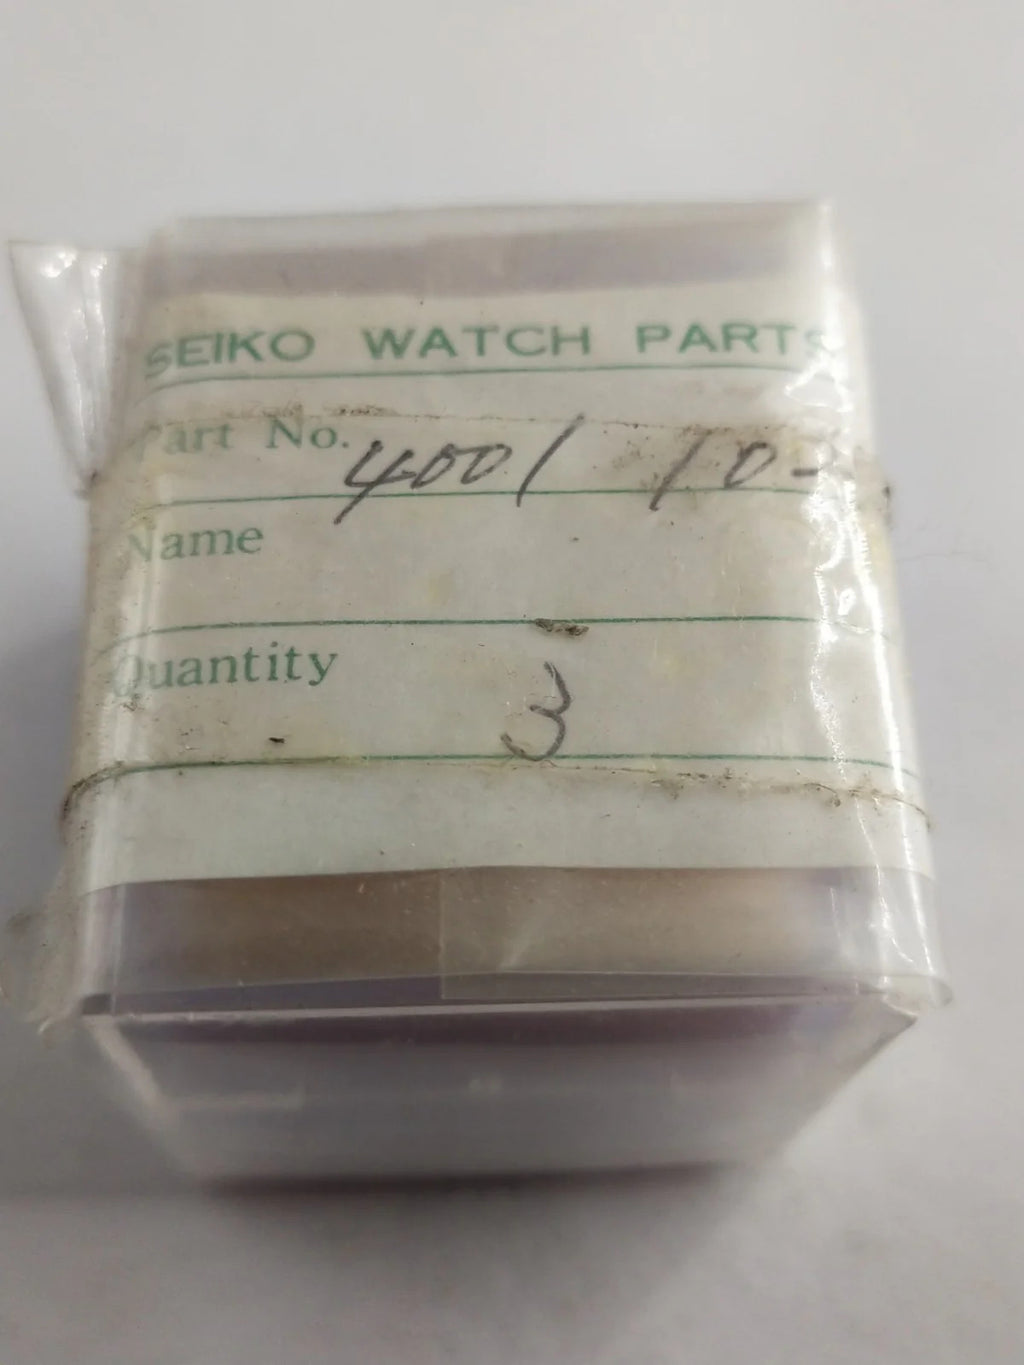 SEIKO WATCH PARTS
Part No. 4001 10-
Name
Quantity 3